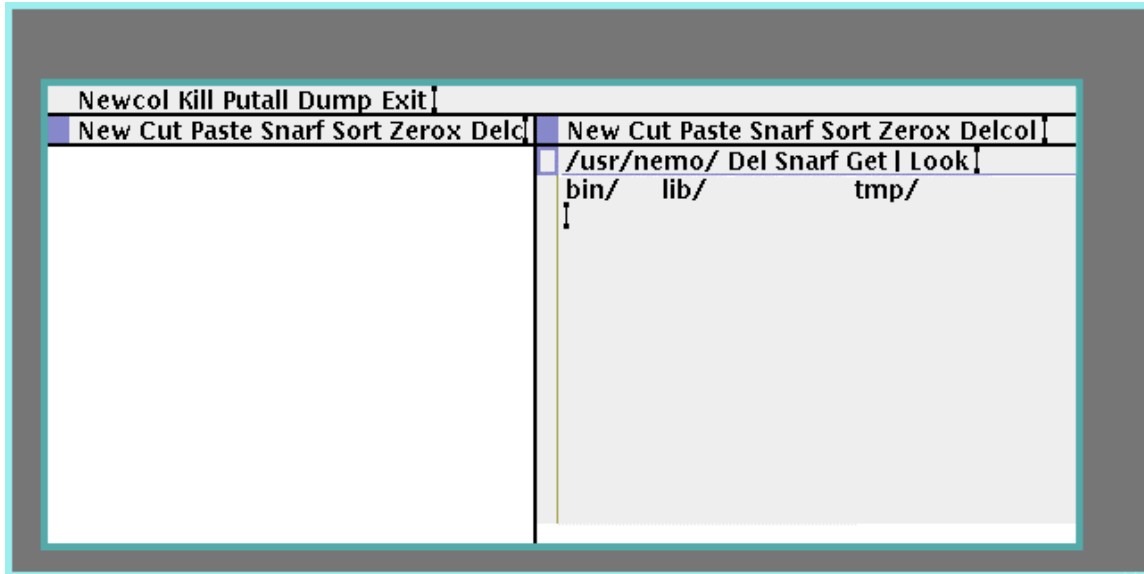 Newcol Kill Putall Dump Exit
New Cut Paste Snarf Sort Zerox Delc
New Cut Paste Snarf Sort Zerox Delcol
/usr/nemo/ Del Snarf Get | Look
bin/ lib/ tmp/